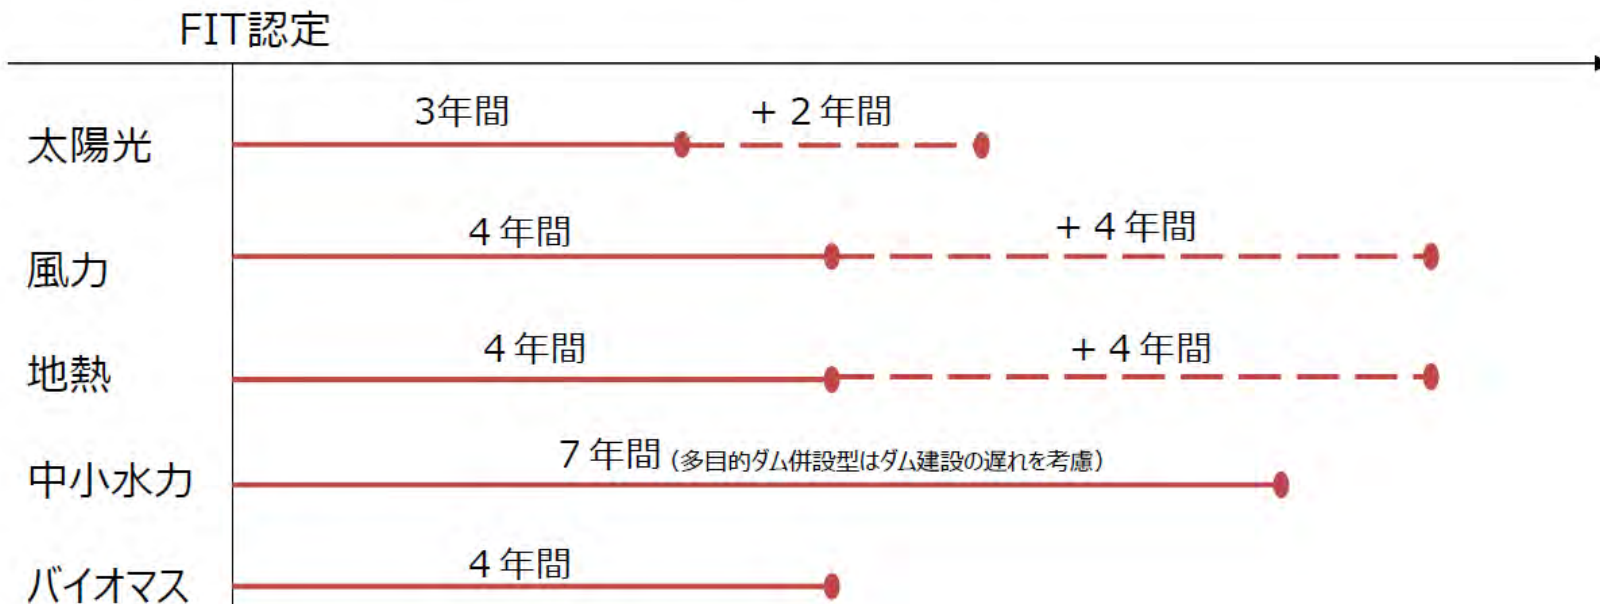 FIT認定
太陽光
3年間
+２年間
風力
４年間
+４年間
地熱
４年間
+４年間
中小水力
７年間（多目的ダム併設型はダム建設の遅れを考慮）
バイオマス
４年間